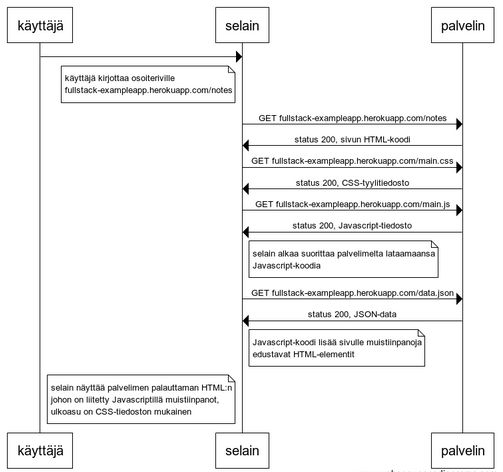 käyttäjä
selain
palvelin
käyttäjä kirjottaa osoiteriville
fullstack-exampleapp.herokuapp.com/notes
GET fullstack-exampleapp.herokuapp.com/notes
status 200, sivun HTML-koodi
GET fullstack-exampleapp.herokuapp.com/main.css
status 200, CSS-tyylitiedosto
GET fullstack-exampleapp.herokuapp.com/main.js
status 200, Javascript-tiedosto
selain alkaa suorittaa palvelimelta lataamaansa
Javascript-koodia
GET fullstack-exampleapp.herokuapp.com/data.json
status 200, JSON-data
Javascript-koodi lisää sivulle muistiinpanoja
edustavat HTML-elementit
selain näyttää palvelimen palauttaman HTML:n
johon on liitetty Javascriptillä muistiinpanot,
ulkoasu on CSS-tiedoston mukainen
käyttäjä
selain
palvelin